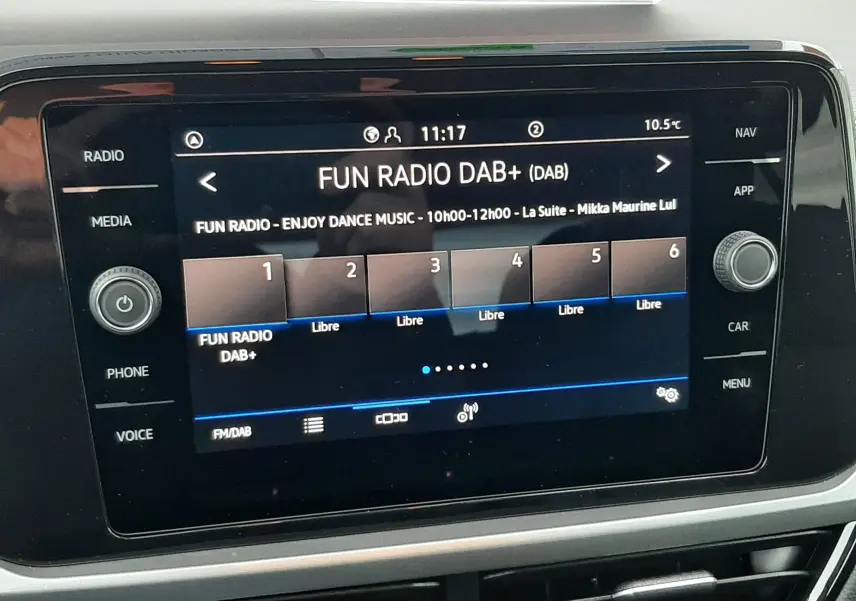 RADIO
MEDIA
PHONE
VOICE
11:17
2
10.5°C
< FUN RADIO DAB+ (DAB) >
FUN RADIO - ENJOY DANCE MUSIC - 10h00-12h00 - La Suite - Mikka Maurine Lul
1
2
3
4
5
6
FUN RADIO
DAB+
Libre
Libre
Libre
Libre
Libre
FM/DAB
NAV
APP
CAR
MENU